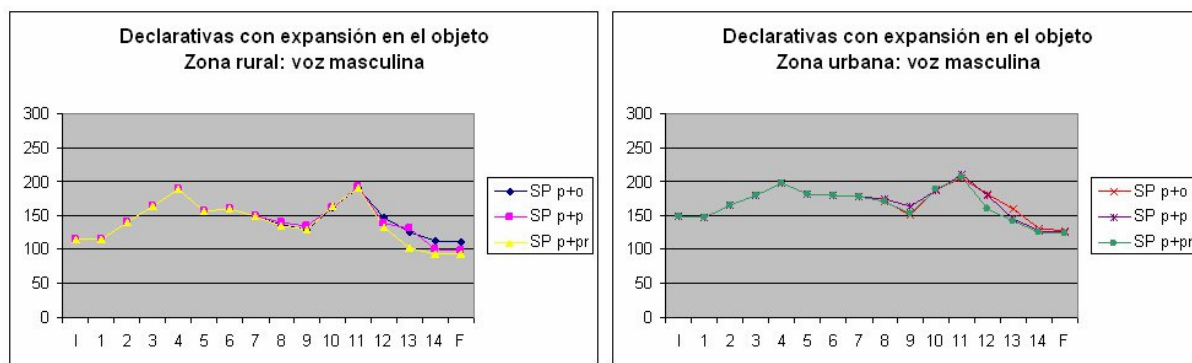 Declarativas con expansión en el objeto
Zona rural: voz masculina
300
250
200
150
100
50
0
I 1 2 3 4 5 6 7 8 9 10 11 12 13 14 F
SP p+o
SP p+p
SP p+pr
Declarativas con expansión en el objeto
Zona urbana: voz masculina
300
250
200
150
100
50
0
I 1 2 3 4 5 6 7 8 9 10 11 12 13 14 F
SP p+o
SP p+p
SP p+pr